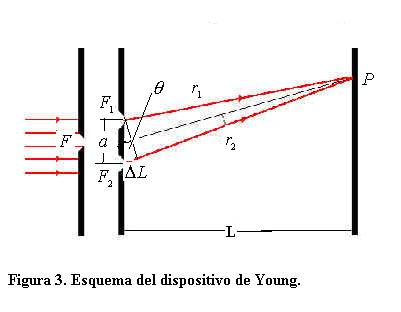 F₁
θ
r₁
P
F
a
r₂
F₂
ΔL
L
Figura 3. Esquema del dispositivo de Young.